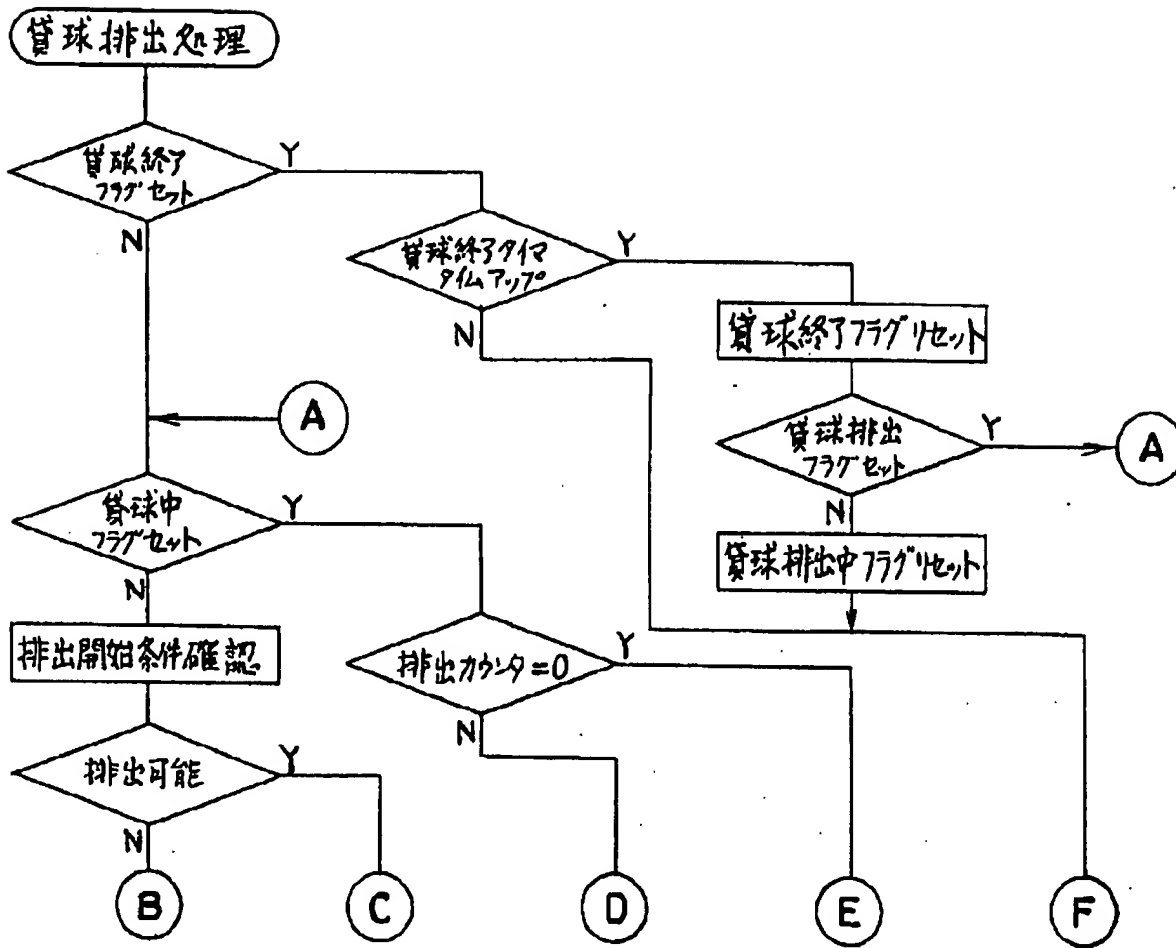 貸球排出処理
貸球終了
フラグセット
Y
N
貸球終了タイマ
タイムアップ
Y
N
貸球終了フラグリセット
A
貸球排出
フラグセット
Y
A
N
貸球中
フラグセット
Y
N
貸球排出中フラグリセット
排出開始条件確認
排出カウンタ=0
Y
N
排出可能
Y
N
B
C
D
E
F